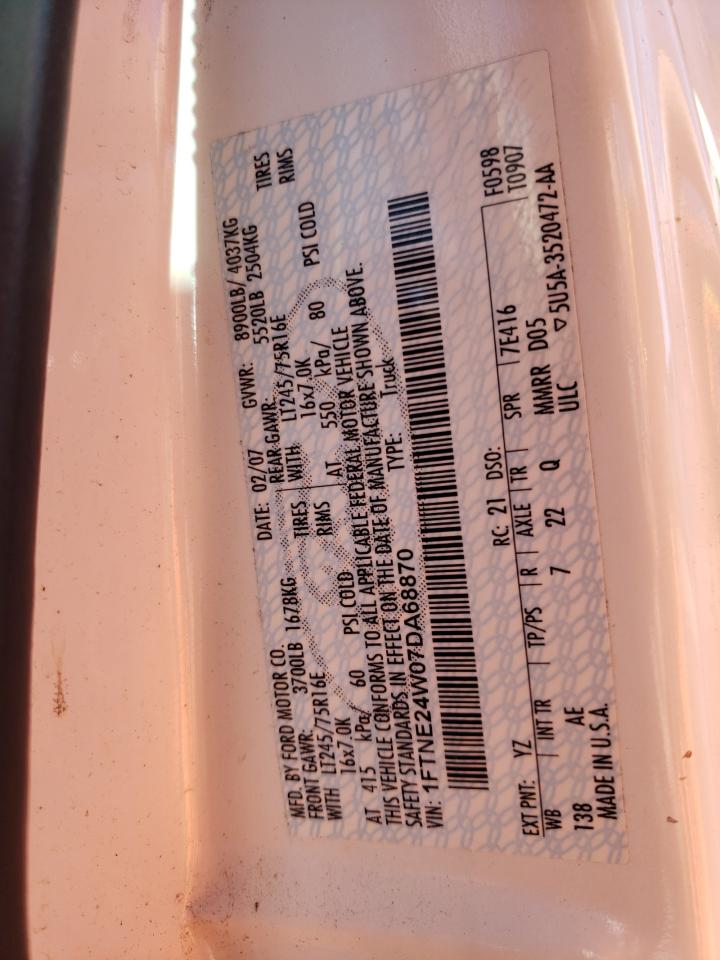 MFD. BY FORD MOTOR CO. DATE: 02/07 GVWR: 8900LB/ 4037KG
FRONT GAWR: 3700LB 1678KG REAR GAWR: 5520LB 2504KG
WITH LT245/75R16E TIRES WITH LT245/75R16E TIRES
16x7.0K RIMS 16x7.0K RIMS
AT 415 kPa/ 60 PSI COLD AT 550 kPa/ 80 PSI COLD
THIS VEHICLE CONFORMS TO ALL APPLICABLE FEDERAL MOTOR VEHICLE
SAFETY STANDARDS IN EFFECT ON THE DATE OF MANUFACTURE SHOWN ABOVE.
VIN: 1FTNE24W07DA68870 TYPE: Truck
F0598
T0907
EXT PNT: YZ RC: 21 DSO:
WB INT TR TP/PS R AXLE TR SPR 7E416
138 AE 7 22 Q MMRR D05
MADE IN U.S.A. ULC ▽5U5A-3520472-AA